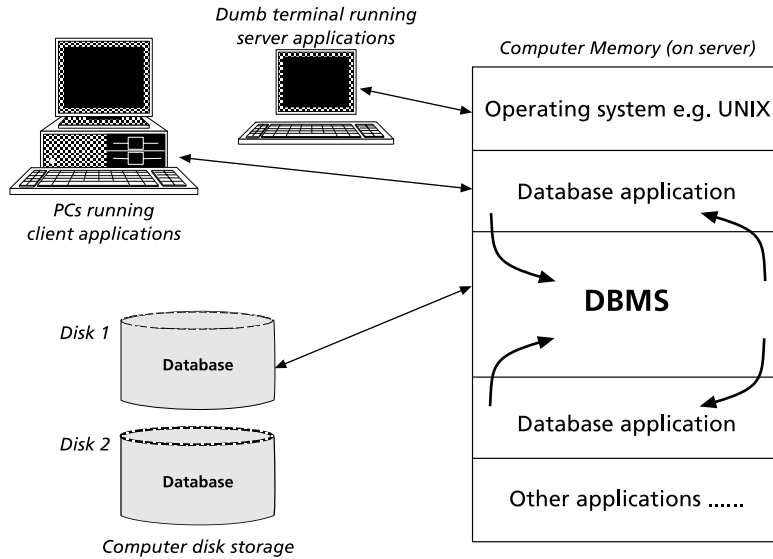 Dumb terminal running
server applications
Computer Memory (on server)
Operating system e.g. UNIX
Database application
PCs running
client applications
DBMS
Disk 1
Database
Database application
Disk 2
Database
Other applications ......
Computer disk storage